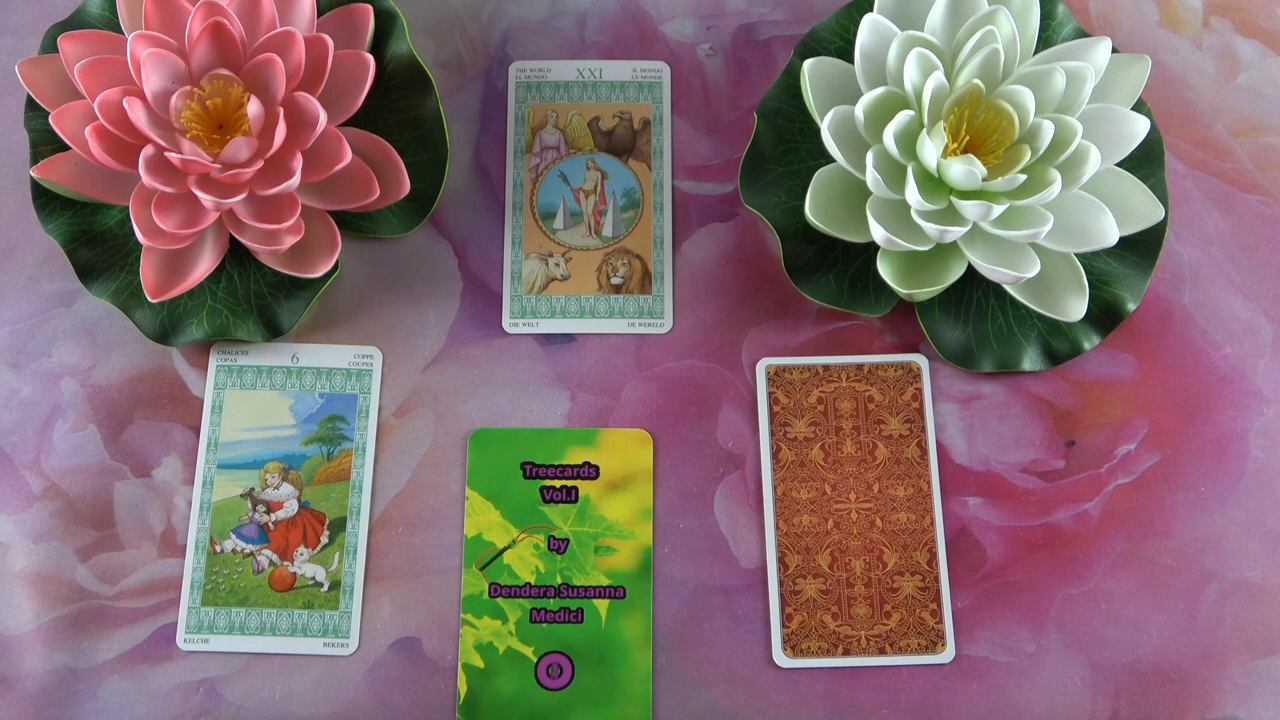 THE WORLD
EL MUNDO
XXI
IL MONDO
LE MONDE
DIE WELT
DE WERELD
CHALICES
COPAS
6
COPPE
COUPES
KELCHE
BEKERS
Treecards
Vol.I
by
Dendera Susanna
Medici